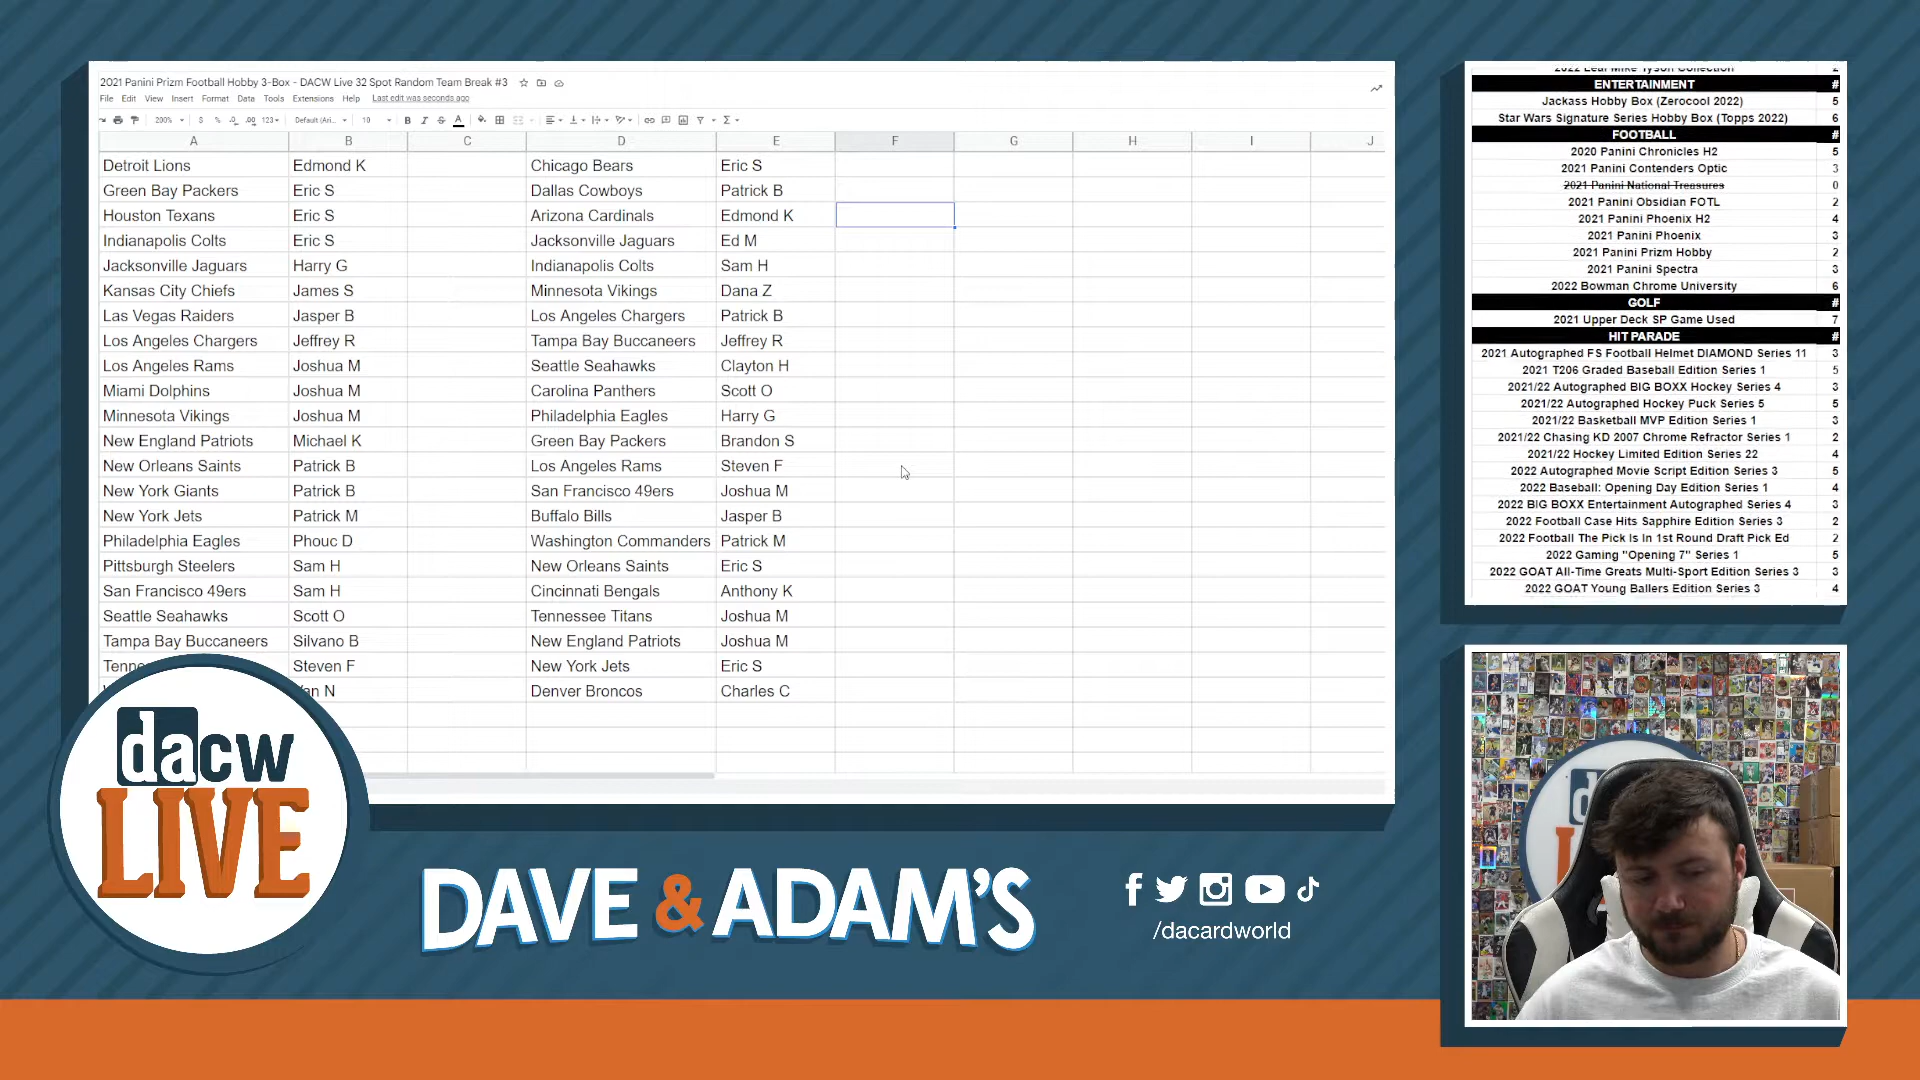 2021 Panini Prizm Football Hobby 3-Box - DACW Live 32 Spot Random Team Break #3
File Edit View Insert Format Data Tools Extensions Help Last edit was seconds ago
200% $ % .0 .00 123 Default (Ari... 10 B I S A
A B C D E F G H I J
Detroit Lions Edmond K Chicago Bears Eric S
Green Bay Packers Eric S Dallas Cowboys Patrick B
Houston Texans Eric S Arizona Cardinals Edmond K
Indianapolis Colts Eric S Jacksonville Jaguars Ed M
Jacksonville Jaguars Harry G Indianapolis Colts Sam H
Kansas City Chiefs James S Minnesota Vikings Dana Z
Las Vegas Raiders Jasper B Los Angeles Chargers Patrick B
Los Angeles Chargers Jeffrey R Tampa Bay Buccaneers Jeffrey R
Los Angeles Rams Joshua M Seattle Seahawks Clayton H
Miami Dolphins Joshua M Carolina Panthers Scott O
Minnesota Vikings Joshua M Philadelphia Eagles Harry G
New England Patriots Michael K Green Bay Packers Brandon S
New Orleans Saints Patrick B Los Angeles Rams Steven F
New York Giants Patrick B San Francisco 49ers Joshua M
New York Jets Patrick M Buffalo Bills Jasper B
Philadelphia Eagles Phouc D Washington Commanders Patrick M
Pittsburgh Steelers Sam H New Orleans Saints Eric S
San Francisco 49ers Sam H Cincinnati Bengals Anthony K
Seattle Seahawks Scott O Tennessee Titans Joshua M
Tampa Bay Buccaneers Silvano B New England Patriots Joshua M
Tenne Steven F New York Jets Eric S
an N Denver Broncos Charles C
dacw
LIVE
DAVE & ADAM'S
/dacardworld
2022 Leaf Mike Tyson Collection 2
ENTERTAINMENT #
Jackass Hobby Box (Zerocool 2022) 5
Star Wars Signature Series Hobby Box (Topps 2022) 6
FOOTBALL #
2020 Panini Chronicles H2 5
2021 Panini Contenders Optic 3
2021 Panini National Treasures 0
2021 Panini Obsidian FOTL 2
2021 Panini Phoenix H2 4
2021 Panini Phoenix 3
2021 Panini Prizm Hobby 2
2021 Panini Spectra 3
2022 Bowman Chrome University 6
GOLF #
2021 Upper Deck SP Game Used 7
HIT PARADE #
2021 Autographed FS Football Helmet DIAMOND Series 11 3
2021 T206 Graded Baseball Edition Series 1 5
2021/22 Autographed BIG BOXX Hockey Series 4 3
2021/22 Autographed Hockey Puck Series 5 5
2021/22 Basketball MVP Edition Series 1 3
2021/22 Chasing KD 2007 Chrome Refractor Series 1 2
2021/22 Hockey Limited Edition Series 22 4
2022 Autographed Movie Script Edition Series 3 5
2022 Baseball: Opening Day Edition Series 1 4
2022 BIG BOXX Entertainment Autographed Series 4 3
2022 Football Case Hits Sapphire Edition Series 3 2
2022 Football The Pick Is In 1st Round Draft Pick Ed 2
2022 Gaming "Opening 7" Series 1 5
2022 GOAT All-Time Greats Multi-Sport Edition Series 3 3
2022 GOAT Young Ballers Edition Series 3 4